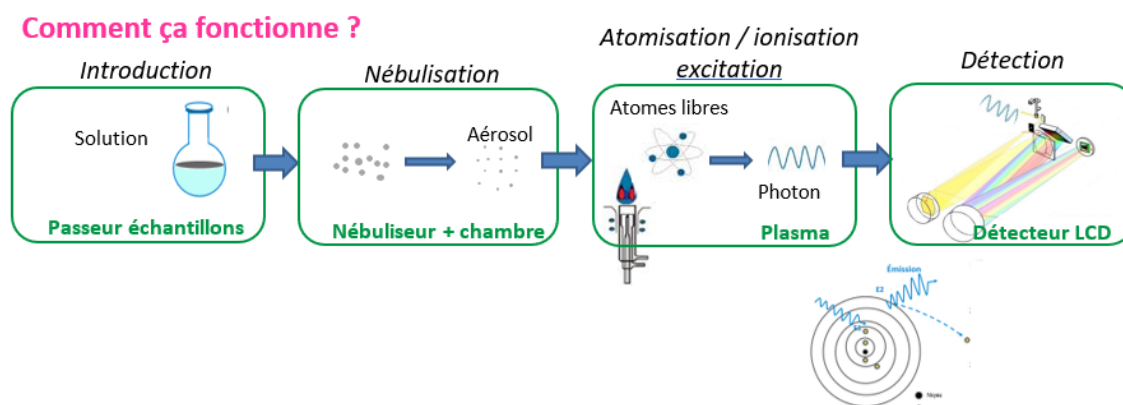 Comment ça fonctionne ?
Introduction
Solution
Passeur échantillons
Nébulisation
Aérosol
Nébuliseur + chambre
Atomisation / ionisation
excitation
Atomes libres
Photon
Plasma
Détection
Détecteur LCD
Émission
E2